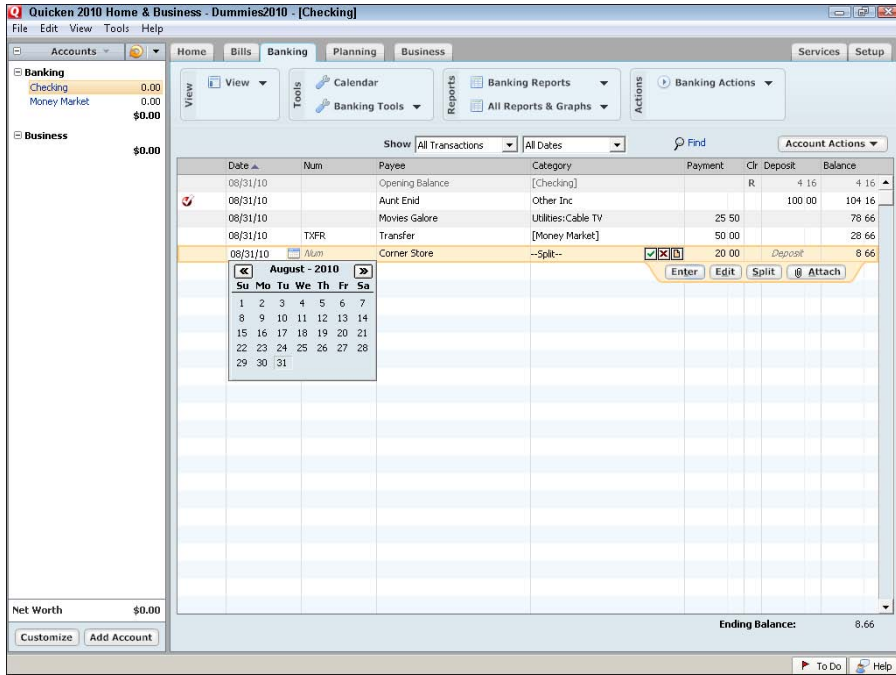 Quicken 2010 Home & Business - Dummies2010 - [Checking]
File Edit View Tools Help
Accounts
Home Bills Banking Planning Business Services Setup
Banking
Checking 0.00
Money Market 0.00
$0.00
Business
$0.00
View
View
Tools
Calendar
Banking Tools
Reports
Banking Reports
All Reports & Graphs
Actions
Banking Actions
Show All Transactions All Dates Find Account Actions
Date Num Payee Category Payment Clr Deposit Balance
08/31/10 Opening Balance [Checking] R 4 16 4 16
08/31/10 Aunt Enid Other Inc 100 00 104 16
08/31/10 Movies Galore Utilities:Cable TV 25 50 78 66
08/31/10 TXFR Transfer [Money Market] 50 00 28 66
08/31/10 Num Corner Store --Split-- 20 00 Deposit 8 66
Enter Edit Split Attach
August - 2010
Su Mo Tu We Th Fr Sa
1 2 3 4 5 6 7
8 9 10 11 12 13 14
15 16 17 18 19 20 21
22 23 24 25 26 27 28
29 30 31
Net Worth $0.00
Ending Balance: 8.66
Customize Add Account
To Do Help